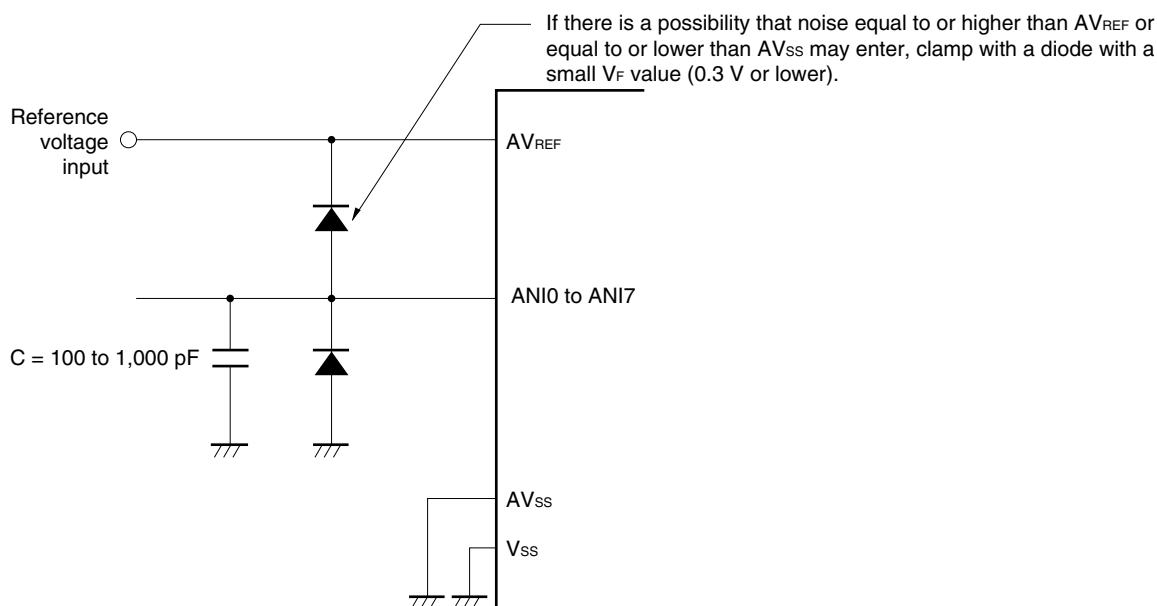 If there is a possibility that noise equal to or higher than AVREF or
equal to or lower than AVSS may enter, clamp with a diode with a
small VF value (0.3 V or lower).
Reference
voltage
input
AVREF
ANI0 to ANI7
C = 100 to 1,000 pF
AVSS
VSS